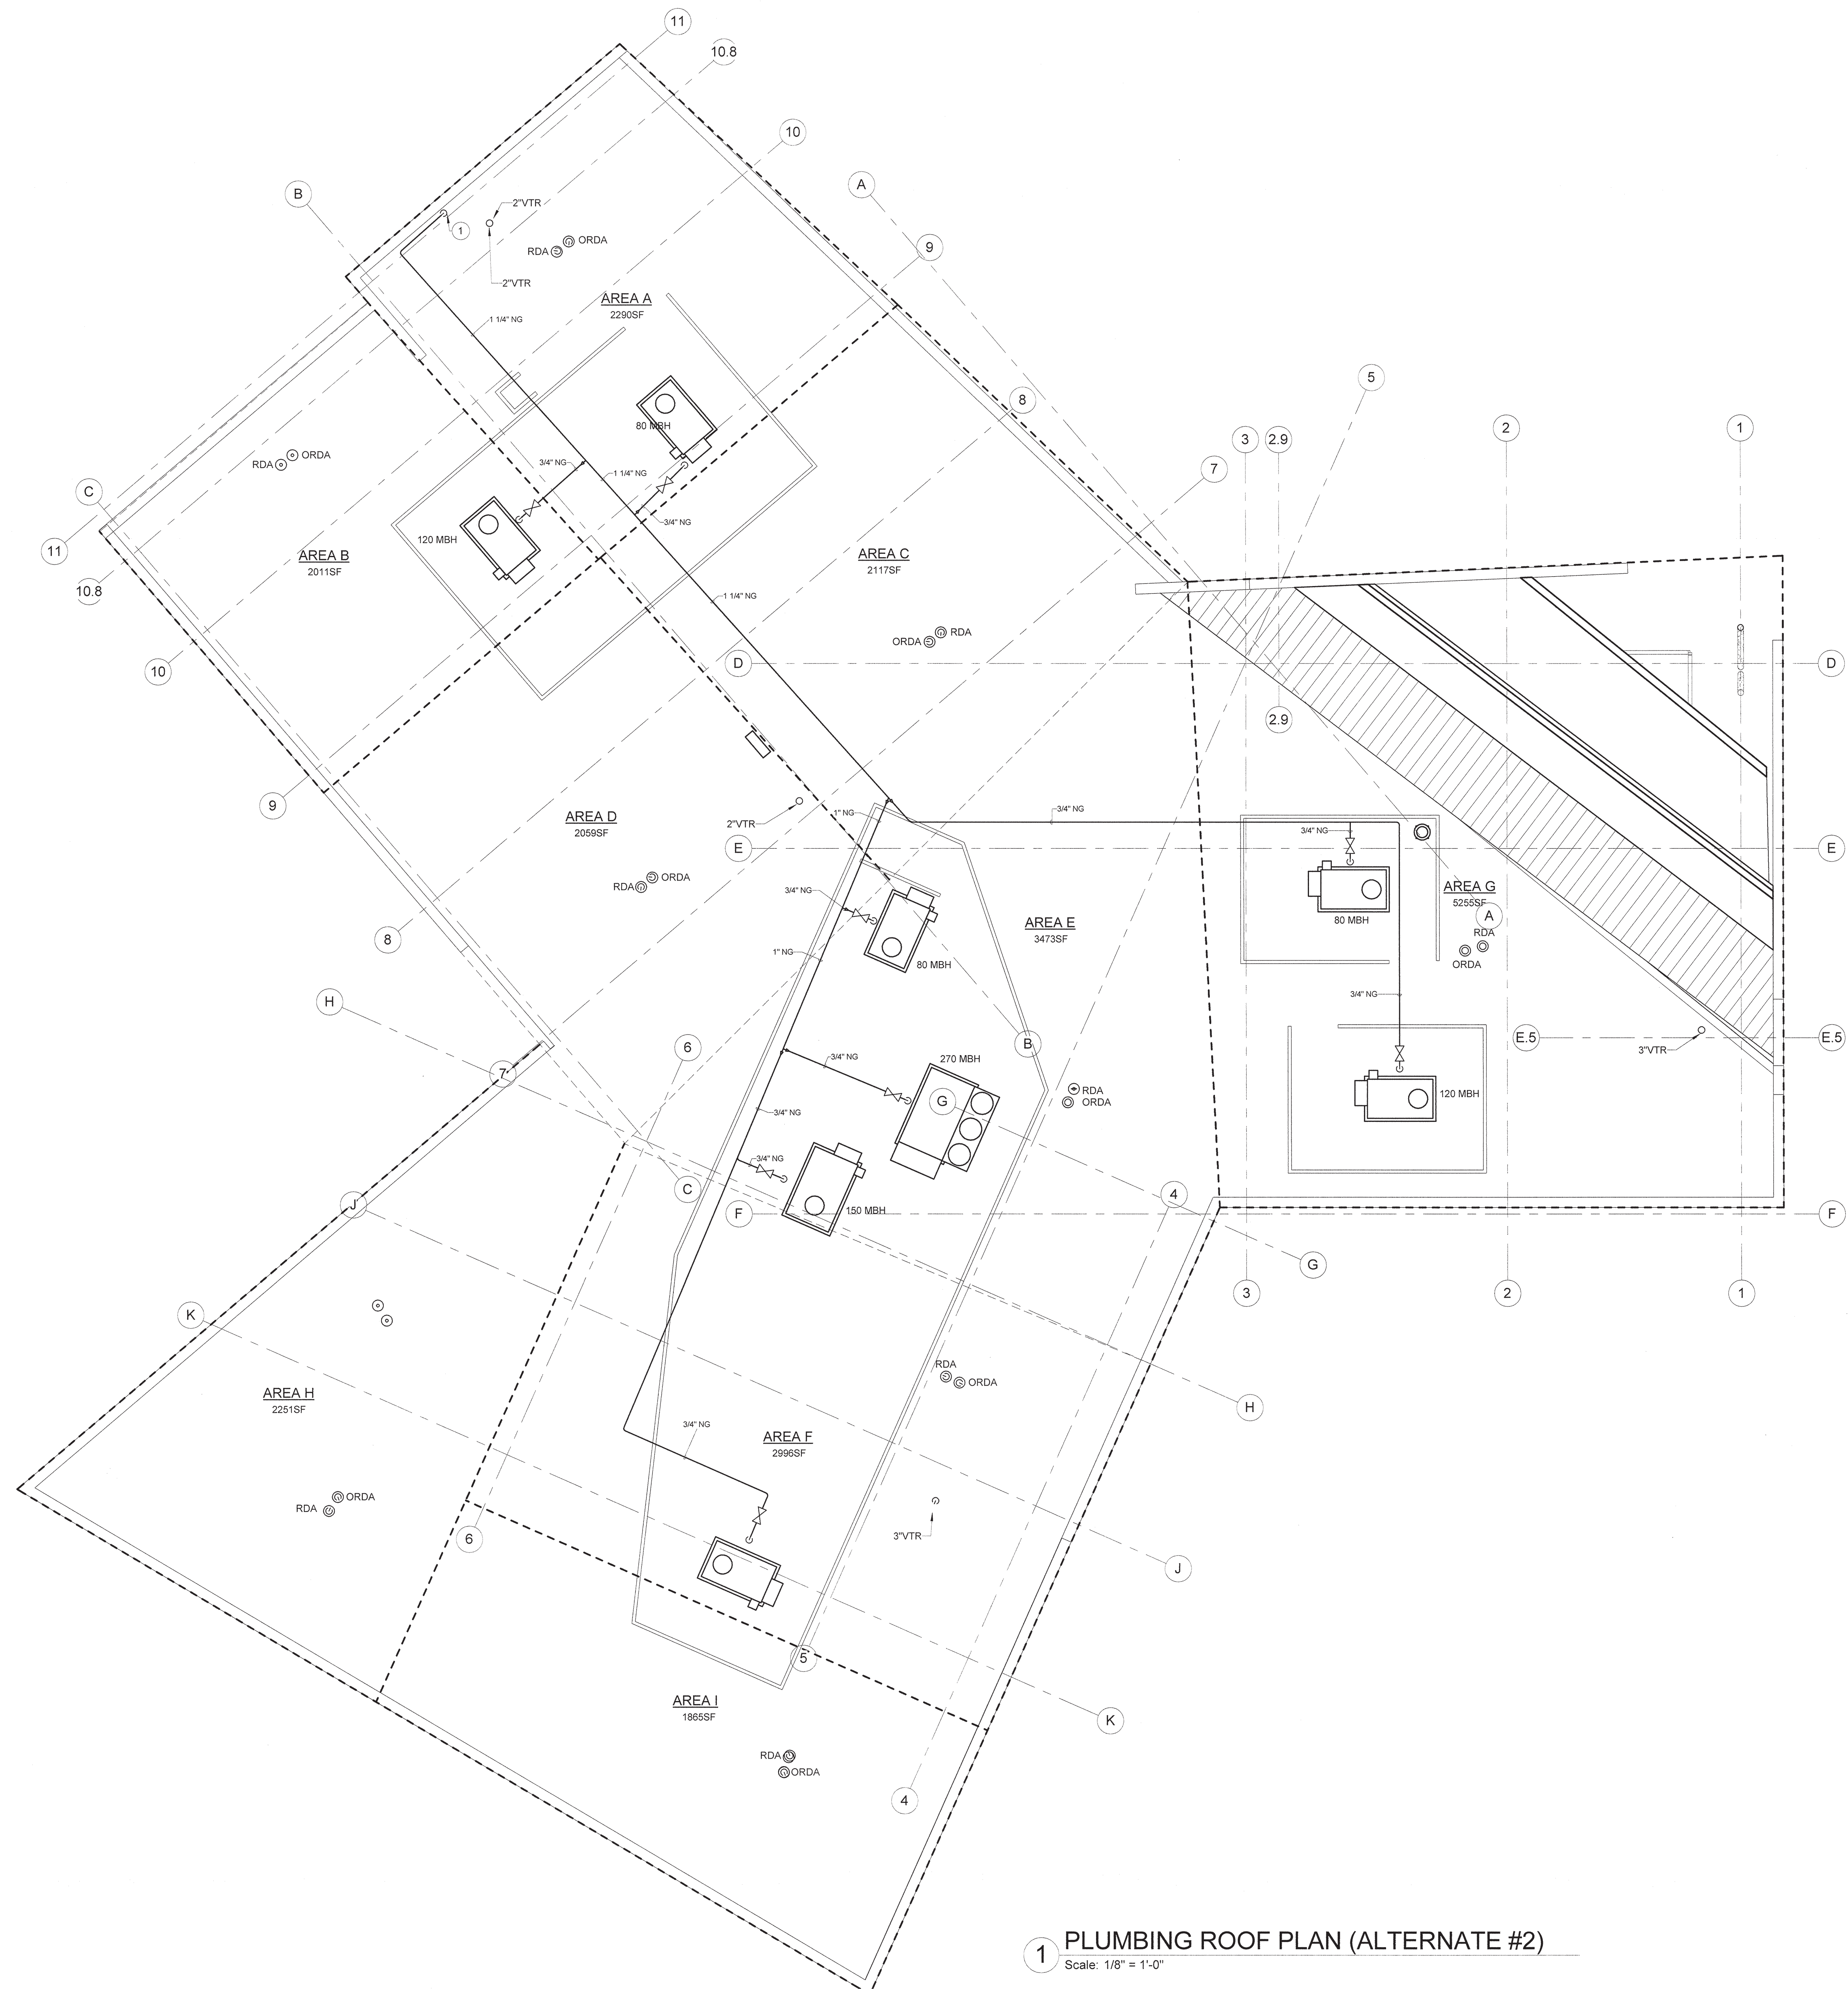 11
10.8
10
A
B
9
2"VTR
1
RDA ORDA
2"VTR
AREA A
2290SF
1 1/4" NG
5
8
80 MBH
3
2.9
2
1
7
RDA ORDA
3/4" NG
1 1/4" NG
C
3/4" NG
120 MBH
11
AREA B
2011SF
AREA C
2117SF
10.8
1 1/4" NG
ORDA RDA
D
D
10
2.9
9
AREA D
2059SF
2"VTR
1" NG
3/4" NG
3/4" NG
E
E
RDA ORDA
3/4" NG
AREA G
5255SF
A
80 MBH
AREA E
3473SF
8
RDA
ORDA
1" NG
80 MBH
3/4" NG
H
6
B
E.5
E.5
3"VTR
3/4" NG
270 MBH
7
RDA
ORDA
G
120 MBH
3/4" NG
3/4" NG
C
4
J
F
150 MBH
F
G
3
2
1
K
RDA
ORDA
AREA H
2251SF
H
3/4" NG
AREA F
2996SF
RDA ORDA
6
3"VTR
J
5
AREA I
1865SF
K
RDA
ORDA
4
1 PLUMBING ROOF PLAN (ALTERNATE #2)
Scale: 1/8" = 1'-0"